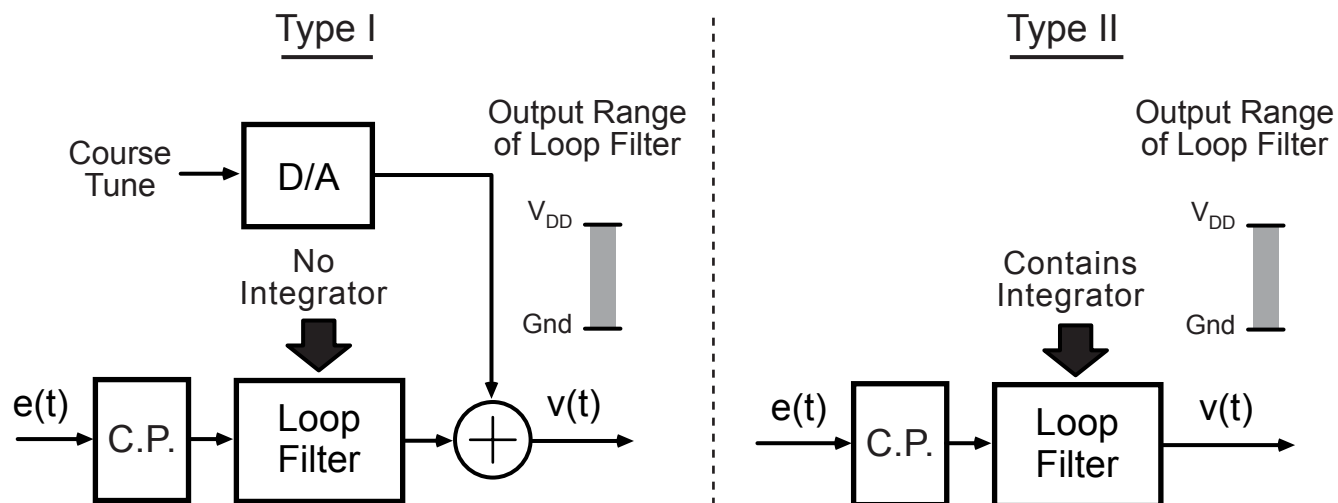 Type I
Output Range
of Loop Filter
Course
Tune
D/A
V_DD
No
Integrator
Gnd
e(t)
C.P.
Loop
Filter
v(t)
Type II
Output Range
of Loop Filter
V_DD
Contains
Integrator
Gnd
e(t)
C.P.
Loop
Filter
v(t)